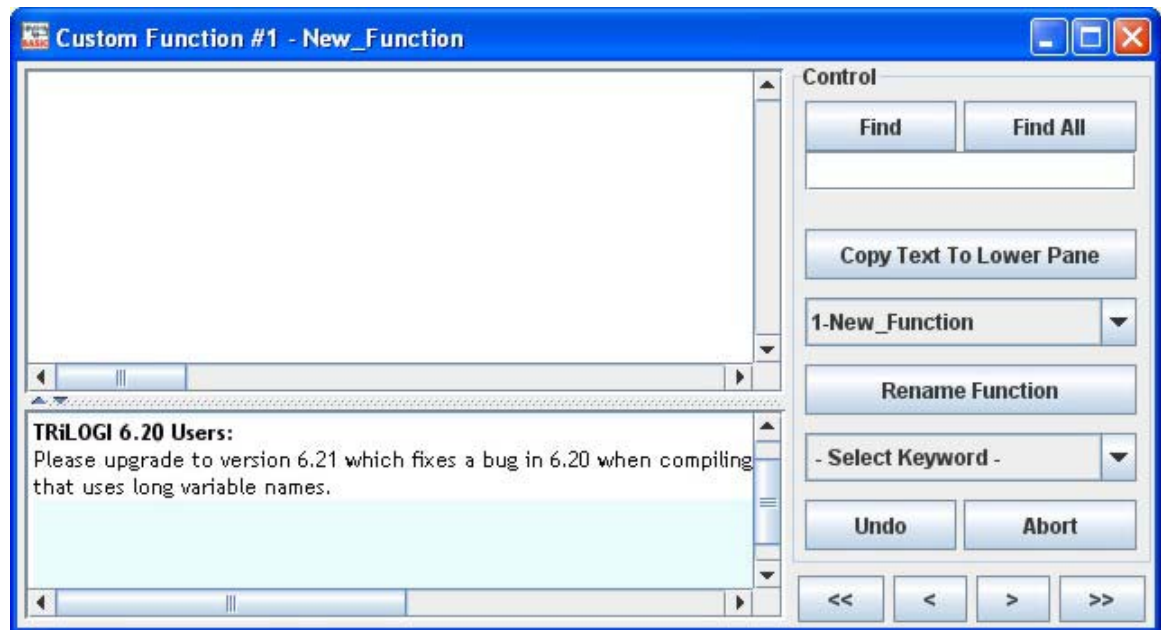 Custom Function #1 - New_Function
Control
Find
Find All
Copy Text To Lower Pane
1-New_Function
Rename Function
- Select Keyword -
Undo
Abort
<<
<
>
>>
TRiLOGI 6.20 Users:
Please upgrade to version 6.21 which fixes a bug in 6.20 when compiling
that uses long variable names.